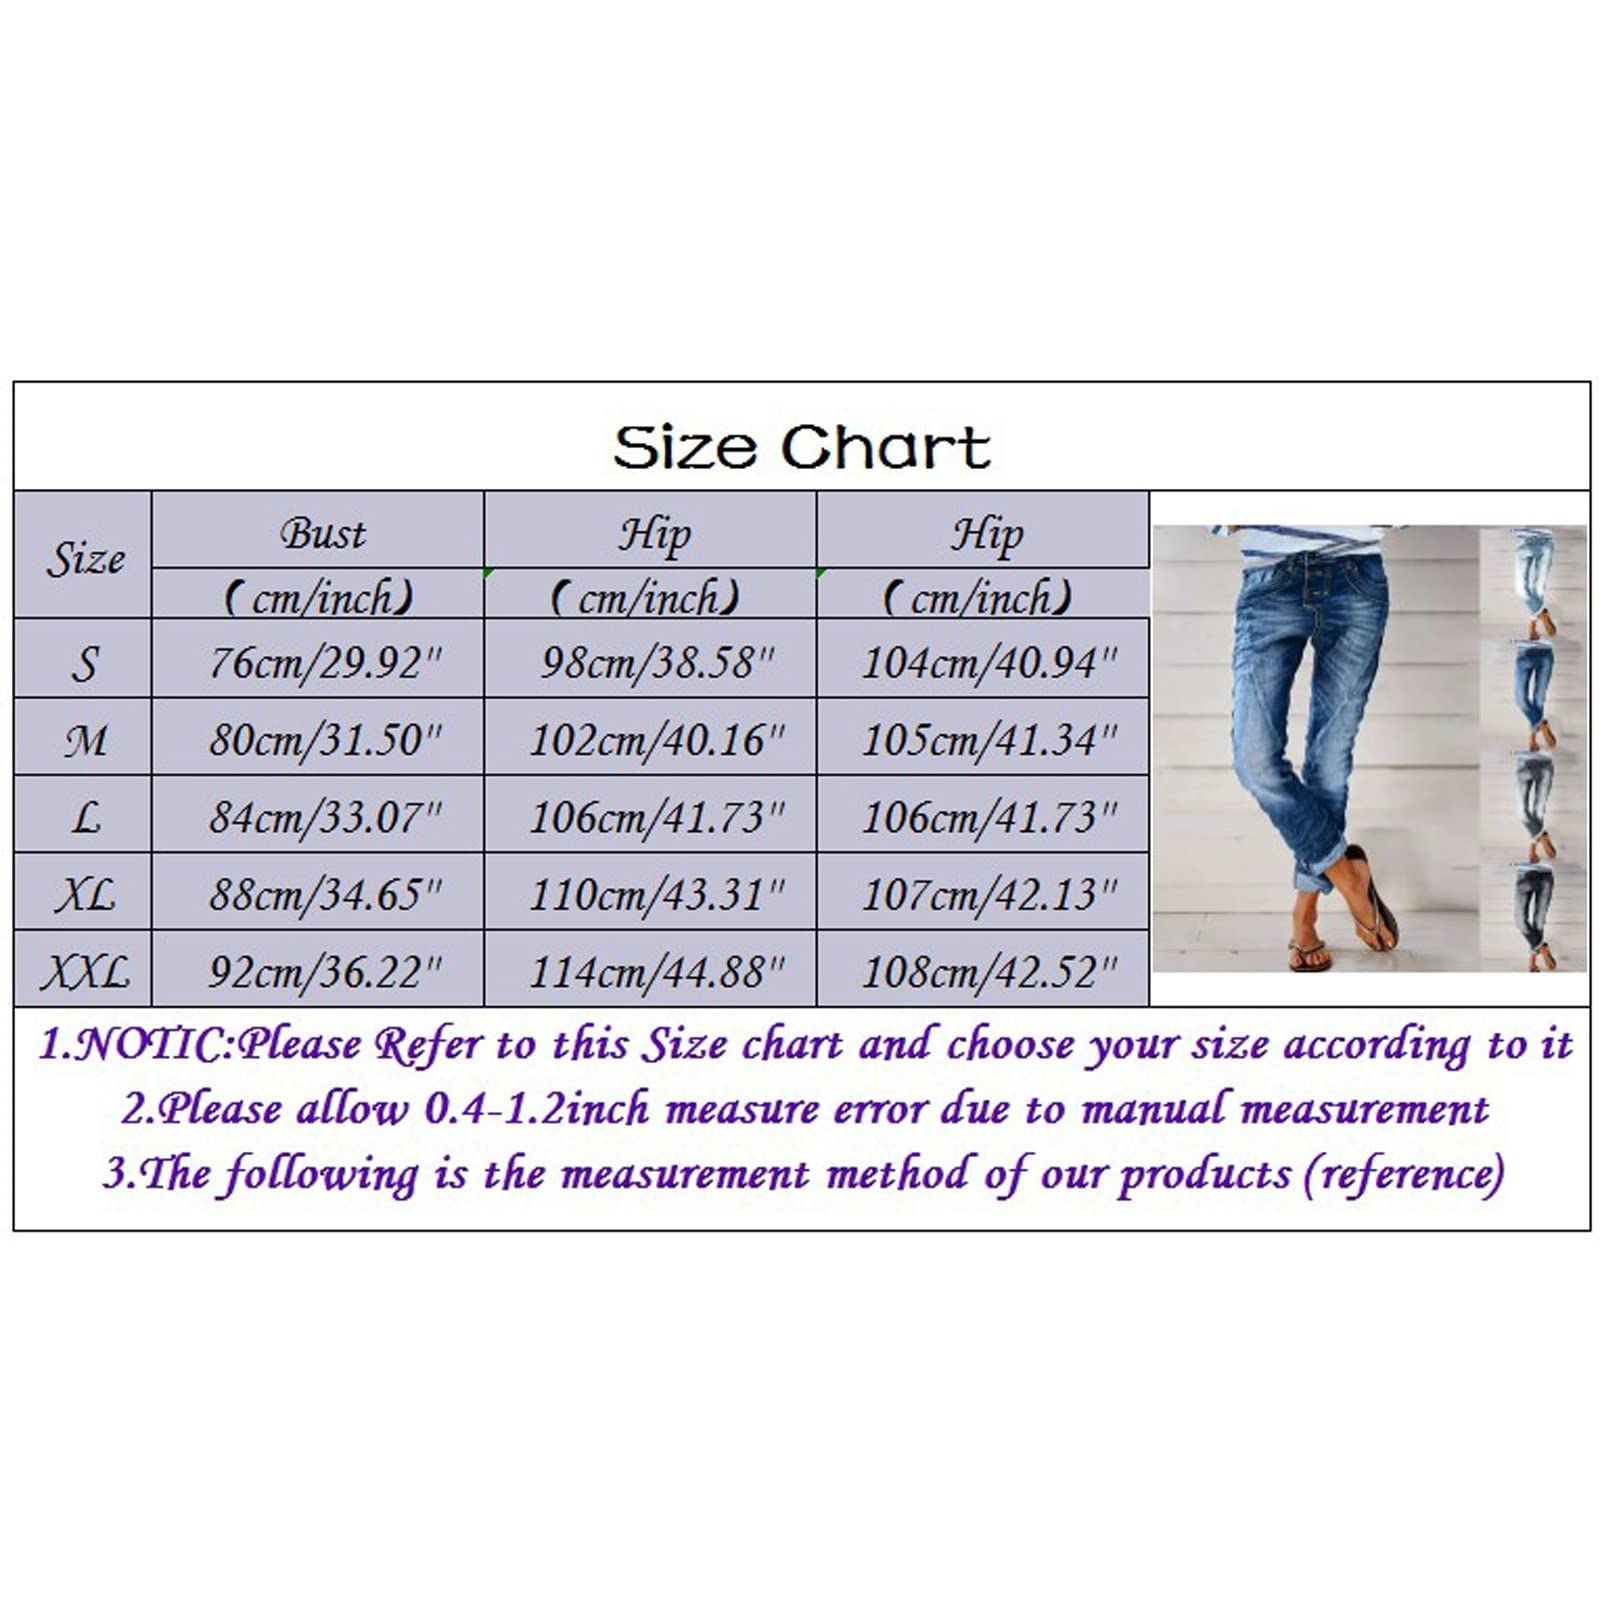 Size Chart
Size Bust Hip Hip
(cm/inch) (cm/inch) (cm/inch)
S 76cm/29.92" 98cm/38.58" 104cm/40.94"
M 80cm/31.50" 102cm/40.16" 105cm/41.34"
L 84cm/33.07" 106cm/41.73" 106cm/41.73"
XL 88cm/34.65" 110cm/43.31" 107cm/42.13"
XXL 92cm/36.22" 114cm/44.88" 108cm/42.52"
1.NOTIC:Please Refer to this Size chart and choose your size according to it
2.Please allow 0.4-1.2inch measure error due to manual measurement
3.The following is the measurement method of our products (reference)